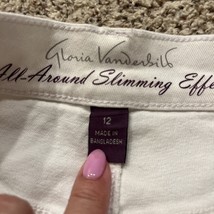 Gloria Vanderbilt
All-Around Slimming Effe
12
MADE IN
BANGLADESH